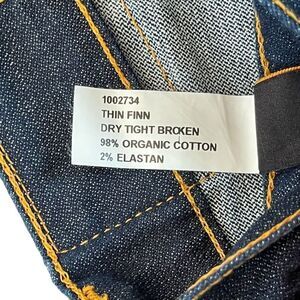 1002734
THIN FINN
DRY TIGHT BROKEN
98% ORGANIC COTTON
2% ELASTAN